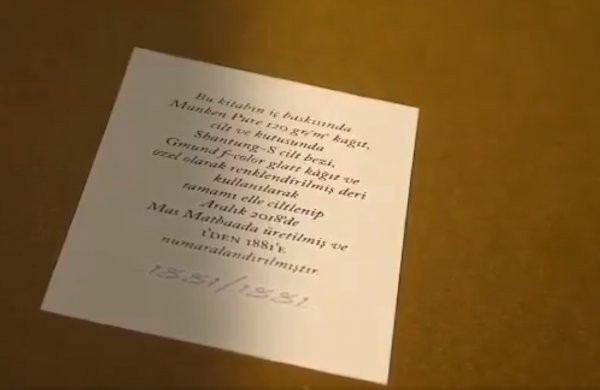 Bu kitabın iç baskısında
Munken Pure 120 gr/m² kağıt,
cilt ve kutusunda
Shantung-S cilt bezi,
Gmund f-color glatt kâğıt ve
özel olarak renklendirilmiş deri
kullanılarak
tamamı elle ciltlenip
Aralık 2018'de
Mas Matbaada üretilmiş ve
1'DEN 1881'E
numaralandırılmıştır.
1881/1881